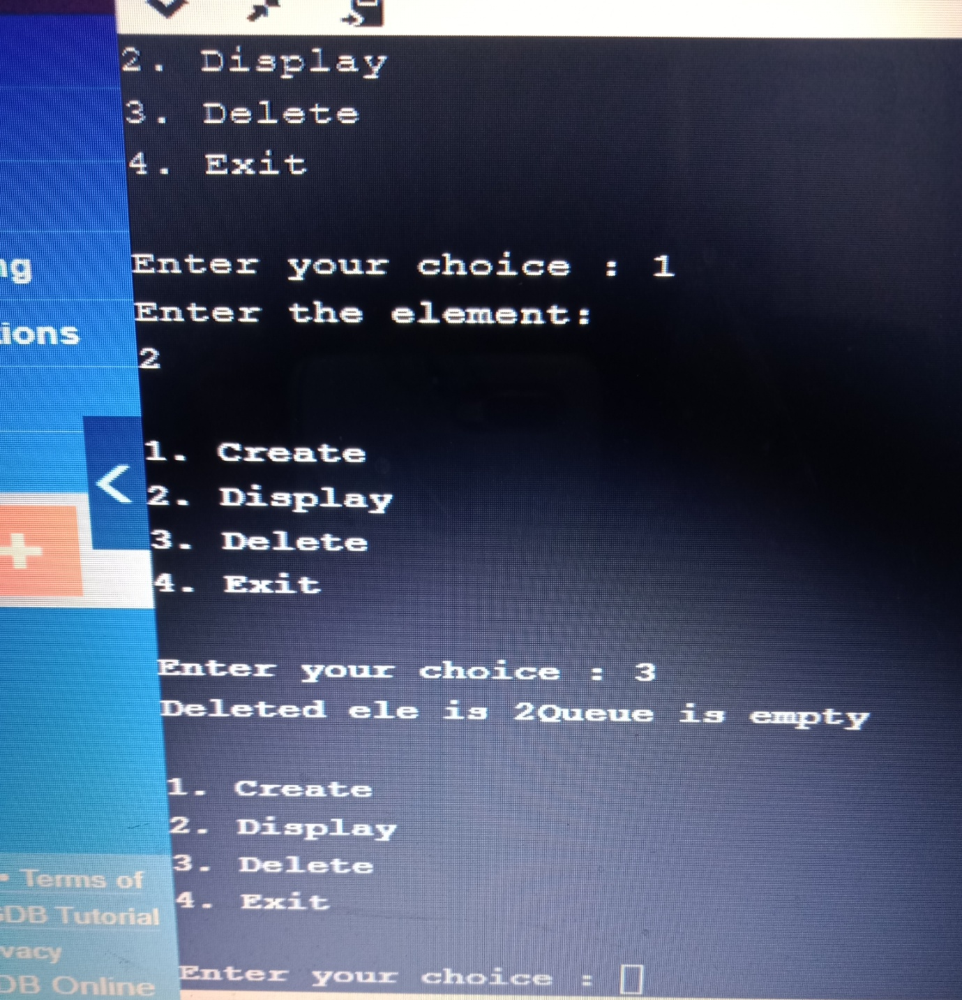 2. Display
3. Delete
4. Exit
Enter your choice : 1
Enter the element:
2
1. Create
2. Display
3. Delete
4. Exit
Enter your choice : 3
Deleted ele is 2Queue is empty
1. Create
2. Display
3. Delete
4. Exit
Enter your choice :
ng
ions
+
• Terms of
GDB Tutorial
vacy
DB Online